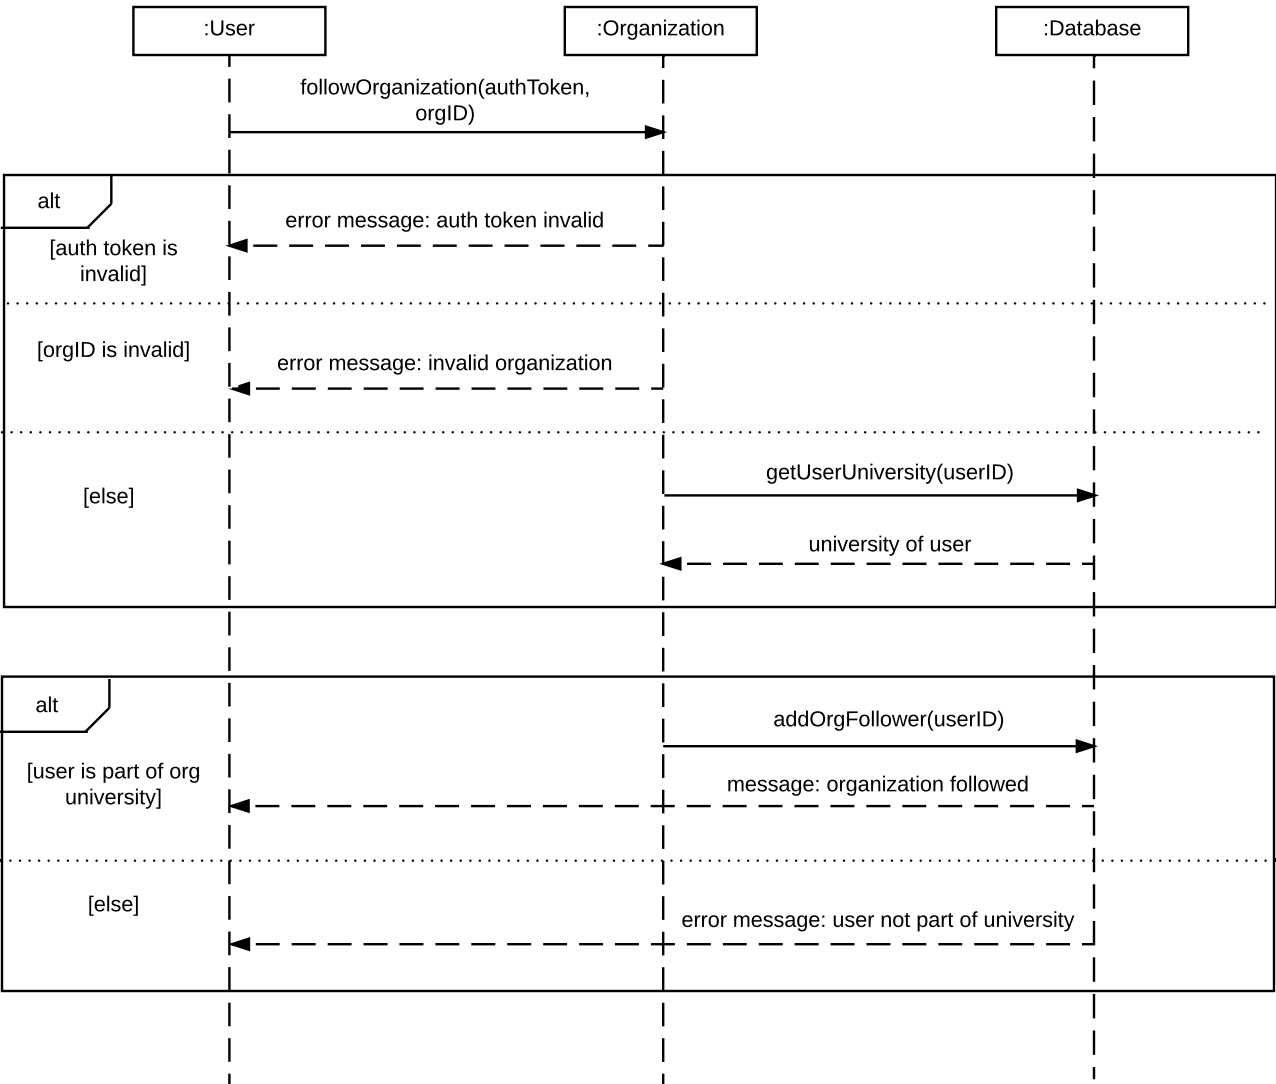 :User
:Organization
:Database
followOrganization(authToken,
orgID)
alt
error message: auth token invalid
[auth token is
invalid]
[orgID is invalid]
error message: invalid organization
getUserUniversity(userID)
[else]
university of user
alt
addOrgFollower(userID)
[user is part of org
university]
message: organization followed
[else]
error message: user not part of university